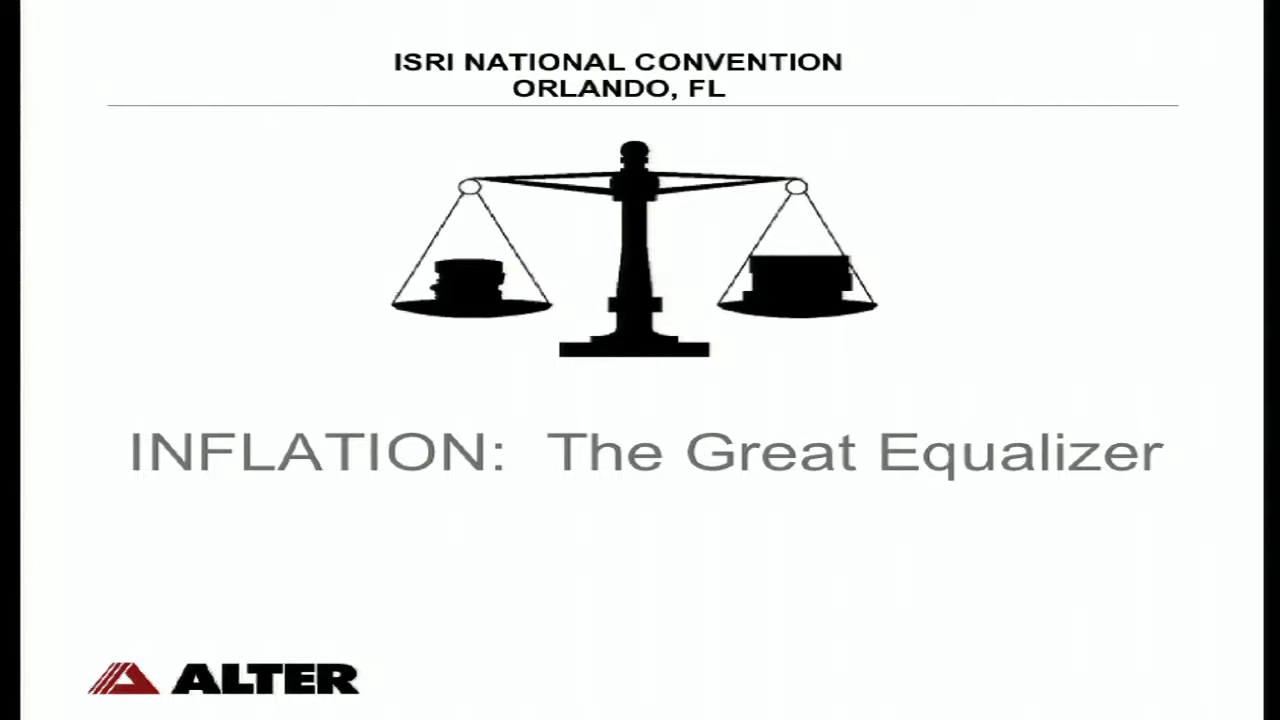 ISRI NATIONAL CONVENTION
ORLANDO, FL
INFLATION: The Great Equalizer
ALTER